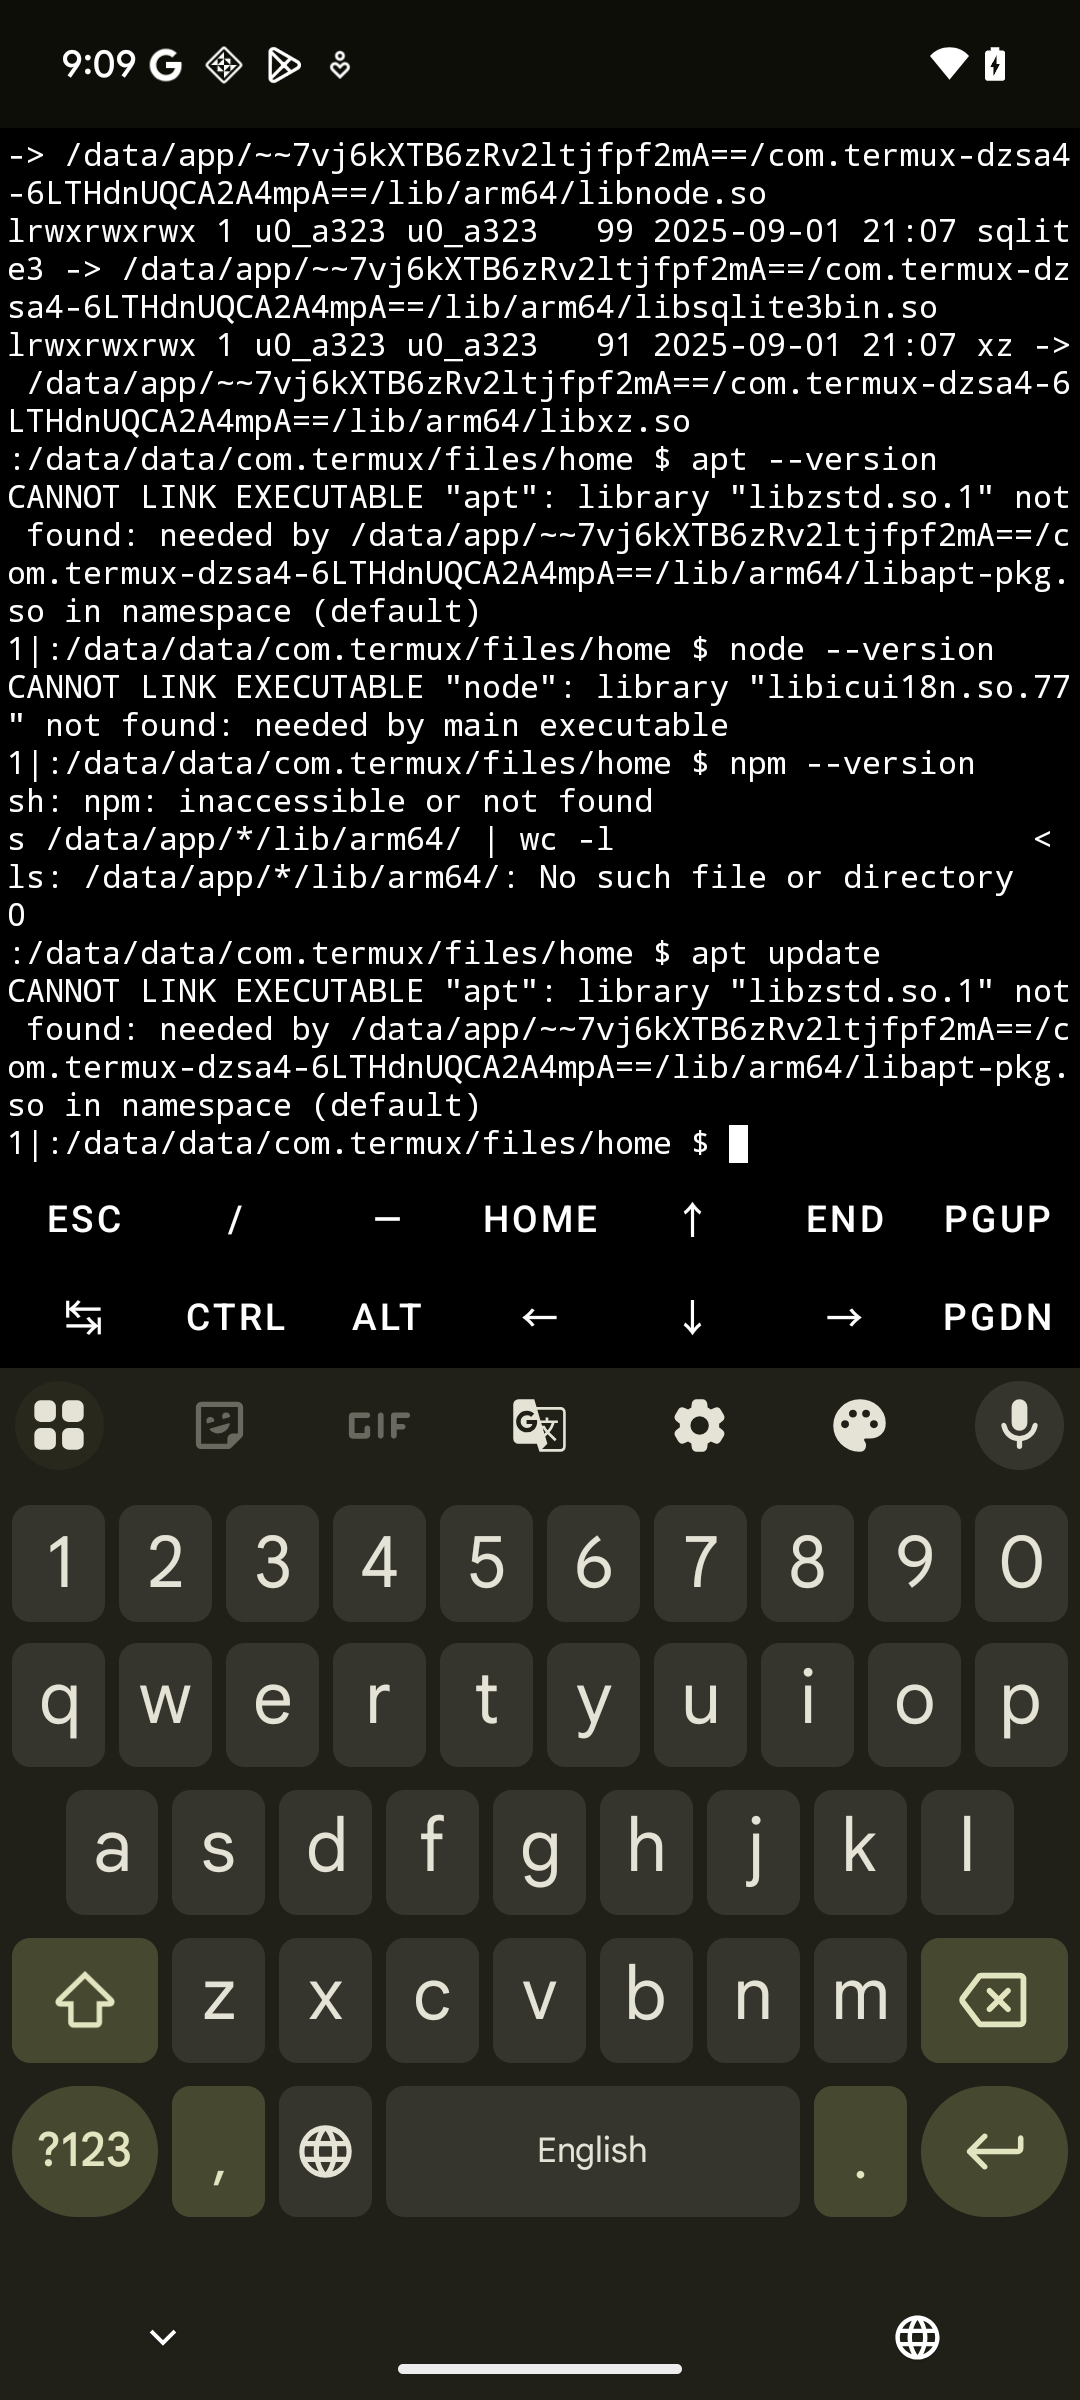 9:09
-> /data/app/~~7vj6kXTB6zRv2ltjfpf2mA==/com.termux-dzsa4
-6LTHdnUQCA2A4mpA==/lib/arm64/libnode.so
lrwxrwxrwx 1 u0_a323 u0_a323   99 2025-09-01 21:07 sqlit
e3 -> /data/app/~~7vj6kXTB6zRv2ltjfpf2mA==/com.termux-dz
sa4-6LTHdnUQCA2A4mpA==/lib/arm64/libsqlite3bin.so
lrwxrwxrwx 1 u0_a323 u0_a323   91 2025-09-01 21:07 xz ->
 /data/app/~~7vj6kXTB6zRv2ltjfpf2mA==/com.termux-dzsa4-6
LTHdnUQCA2A4mpA==/lib/arm64/libxz.so
:/data/data/com.termux/files/home $ apt --version
CANNOT LINK EXECUTABLE "apt": library "libzstd.so.1" not
 found: needed by /data/app/~~7vj6kXTB6zRv2ltjfpf2mA==/c
om.termux-dzsa4-6LTHdnUQCA2A4mpA==/lib/arm64/libapt-pkg.
so in namespace (default)
1|:/data/data/com.termux/files/home $ node --version
CANNOT LINK EXECUTABLE "node": library "libicui18n.so.77
" not found: needed by main executable
1|:/data/data/com.termux/files/home $ npm --version
sh: npm: inaccessible or not found
s /data/app/*/lib/arm64/ | wc -l                      <
ls: /data/app/*/lib/arm64/: No such file or directory
0
:/data/data/com.termux/files/home $ apt update
CANNOT LINK EXECUTABLE "apt": library "libzstd.so.1" not
 found: needed by /data/app/~~7vj6kXTB6zRv2ltjfpf2mA==/c
om.termux-dzsa4-6LTHdnUQCA2A4mpA==/lib/arm64/libapt-pkg.
so in namespace (default)
1|:/data/data/com.termux/files/home $
ESC / — HOME ↑ END PGUP
↹ CTRL ALT ← ↓ → PGDN
GIF
1 2 3 4 5 6 7 8 9 0
q w e r t y u i o p
a s d f g h j k l
z x c v b n m
?123 , English .